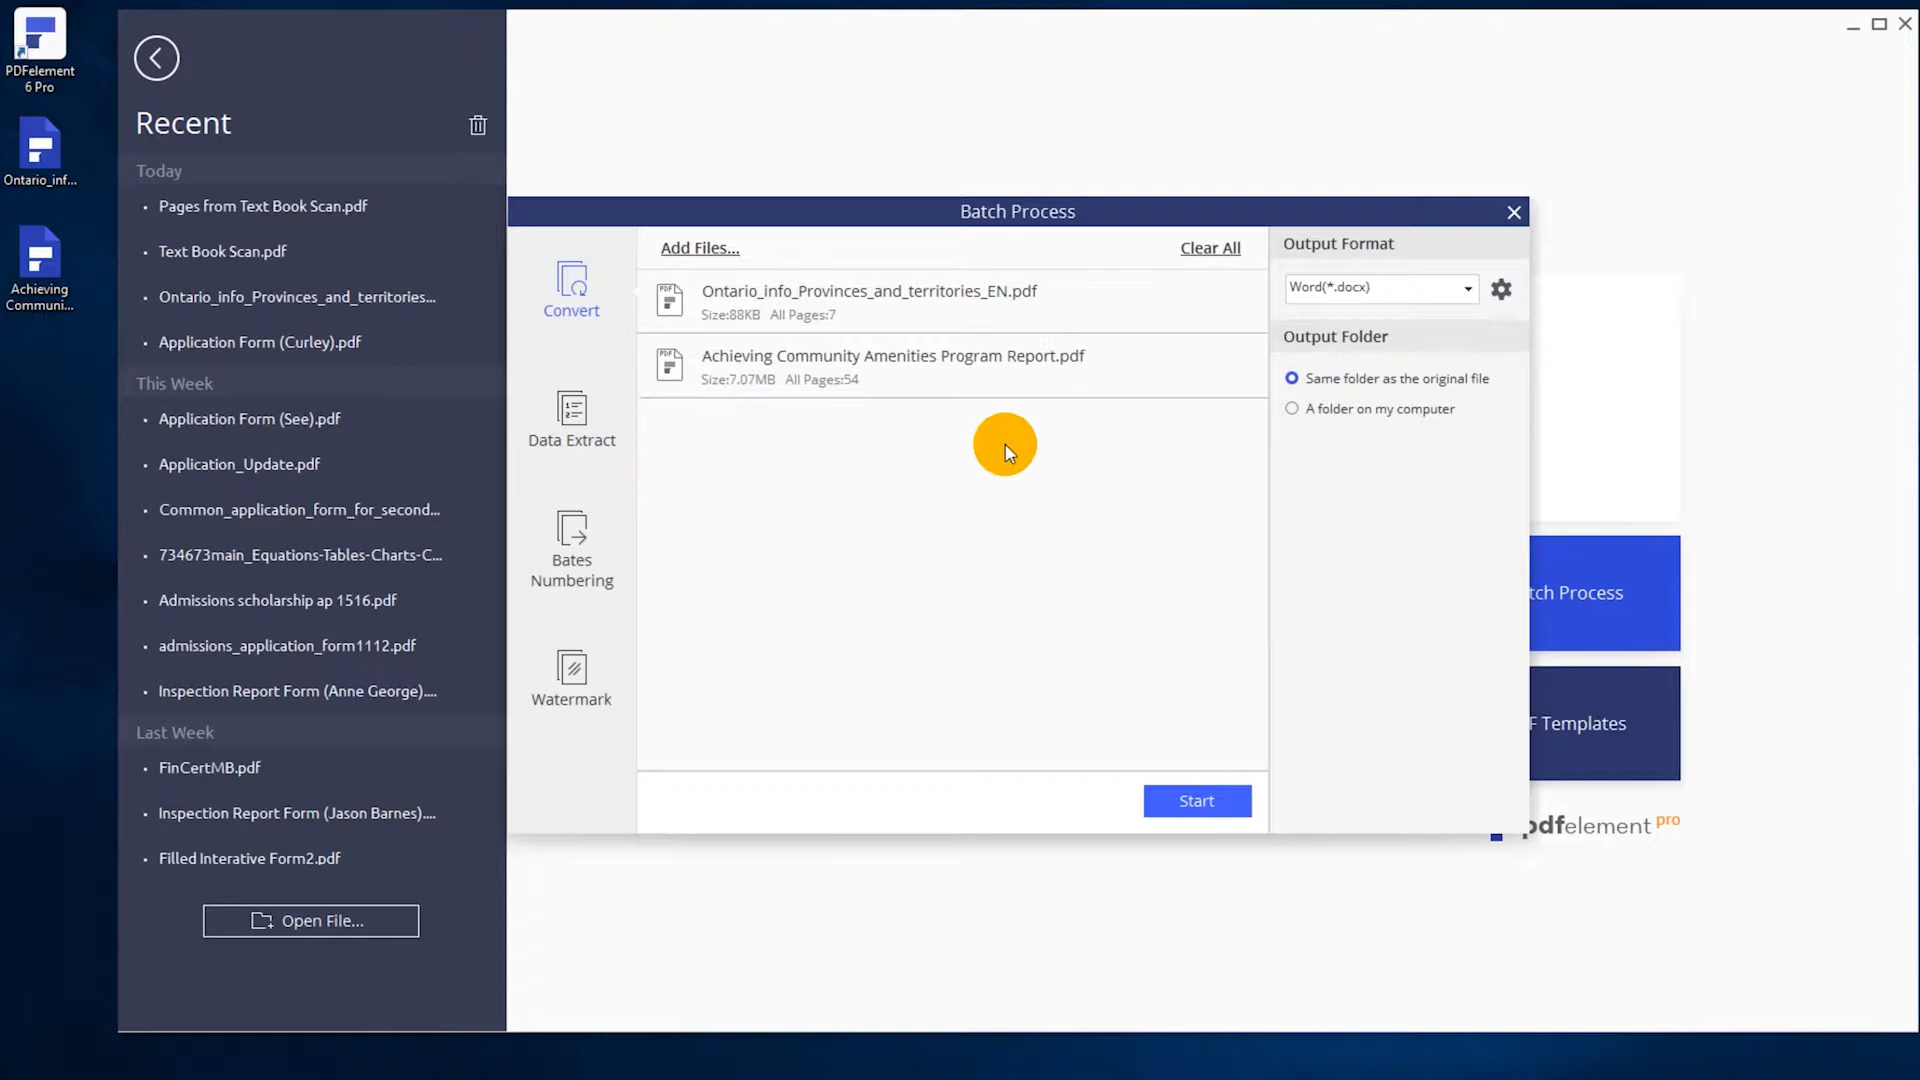 PDFelement
6 Pro
Ontario_inf...
Achieving
Communi...
Recent
Today
Pages from Text Book Scan.pdf
Text Book Scan.pdf
Ontario_info_Provinces_and_territories...
Application Form (Curley).pdf
This Week
Application Form (See).pdf
Application_Update.pdf
Common_application_form_for_second...
734673main_Equations-Tables-Charts-C...
Admissions scholarship ap 1516.pdf
admissions_application_form1112.pdf
Inspection Report Form (Anne George)....
Last Week
FinCertMB.pdf
Inspection Report Form (Jason Barnes)....
Filled Interative Form2.pdf
Open File...
Batch Process
Convert
Data Extract
Bates
Numbering
Watermark
Add Files...
Clear All
PDF
Ontario_info_Provinces_and_territories_EN.pdf
Size:88KB All Pages:7
PDF
Achieving Community Amenities Program Report.pdf
Size:7.07MB All Pages:54
Start
Output Format
Word(*.docx)
Output Folder
Same folder as the original file
A folder on my computer
tch Process
F Templates
pdfelement pro